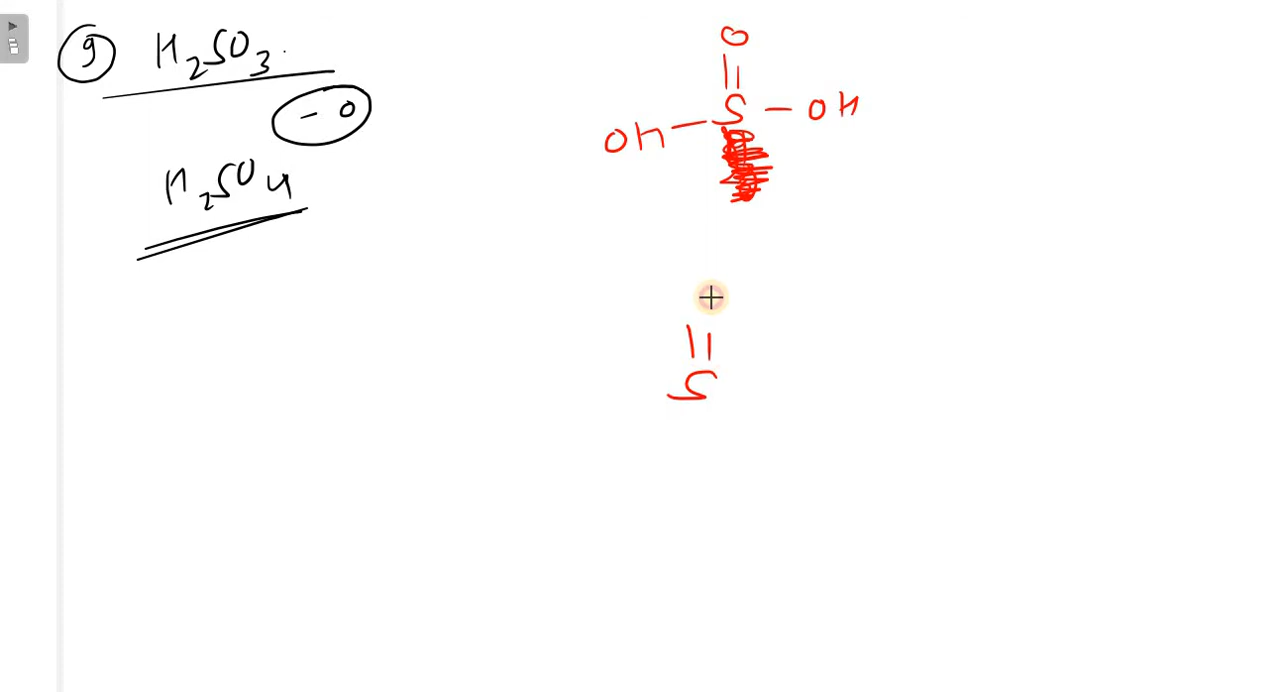 9 H2SO3.
- O
H2SO4
O
||
S - OH
OH -
||
S